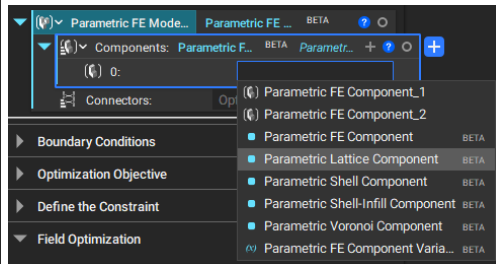 Parametric FE Mode... Parametric FE ... BETA ?
Components: Parametric F... BETA Parametr... + ? +
0:
Connectors: Op
Parametric FE Component_1
Parametric FE Component_2
Parametric FE Component BETA
Parametric Lattice Component BETA
Parametric Shell Component BETA
Parametric Shell-Infill Component BETA
Parametric Voronoi Component BETA
(x) Parametric FE Component Varia... BETA
Boundary Conditions
Optimization Objective
Define the Constraint
Field Optimization